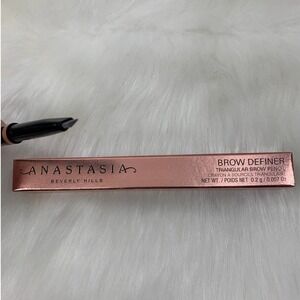 ANASTASIA
BEVERLY HILLS
BROW DEFINER
TRIANGULAR BROW PENCIL
CRAYON À SOURCILS TRIANGULAIRE
NET WT. / POIDS NET 0.2 g / 0.007 Oz